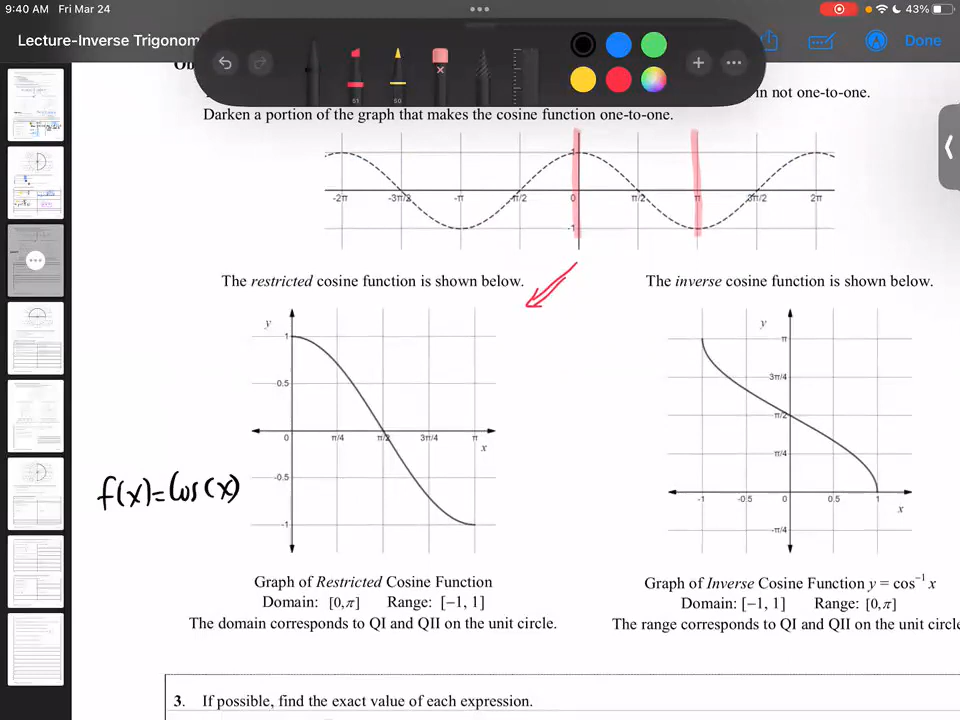 9:40 AM Fri Mar 24
43%
Lecture-Inverse Trigonom
Done
51
50
in not one-to-one.
Darken a portion of the graph that makes the cosine function one-to-one.
1
-2π -3π/2 -π -π/2 0 π/2 π 3π/2 2π
-1
The restricted cosine function is shown below.
The inverse cosine function is shown below.
y
1
0.5
0 π/4 π/2 3π/4 π
x
-0.5
-1
f(x)=Cos(x)
y
π
3π/4
π/2
π/4
-1 -0.5 0 0.5 1
x
-π/4
Graph of Restricted Cosine Function
Domain: [0,π] Range: [−1, 1]
The domain corresponds to QI and QII on the unit circle.
Graph of Inverse Cosine Function y = cos⁻¹ x
Domain: [−1, 1] Range: [0,π]
The range corresponds to QI and QII on the unit circle
3. If possible, find the exact value of each expression.